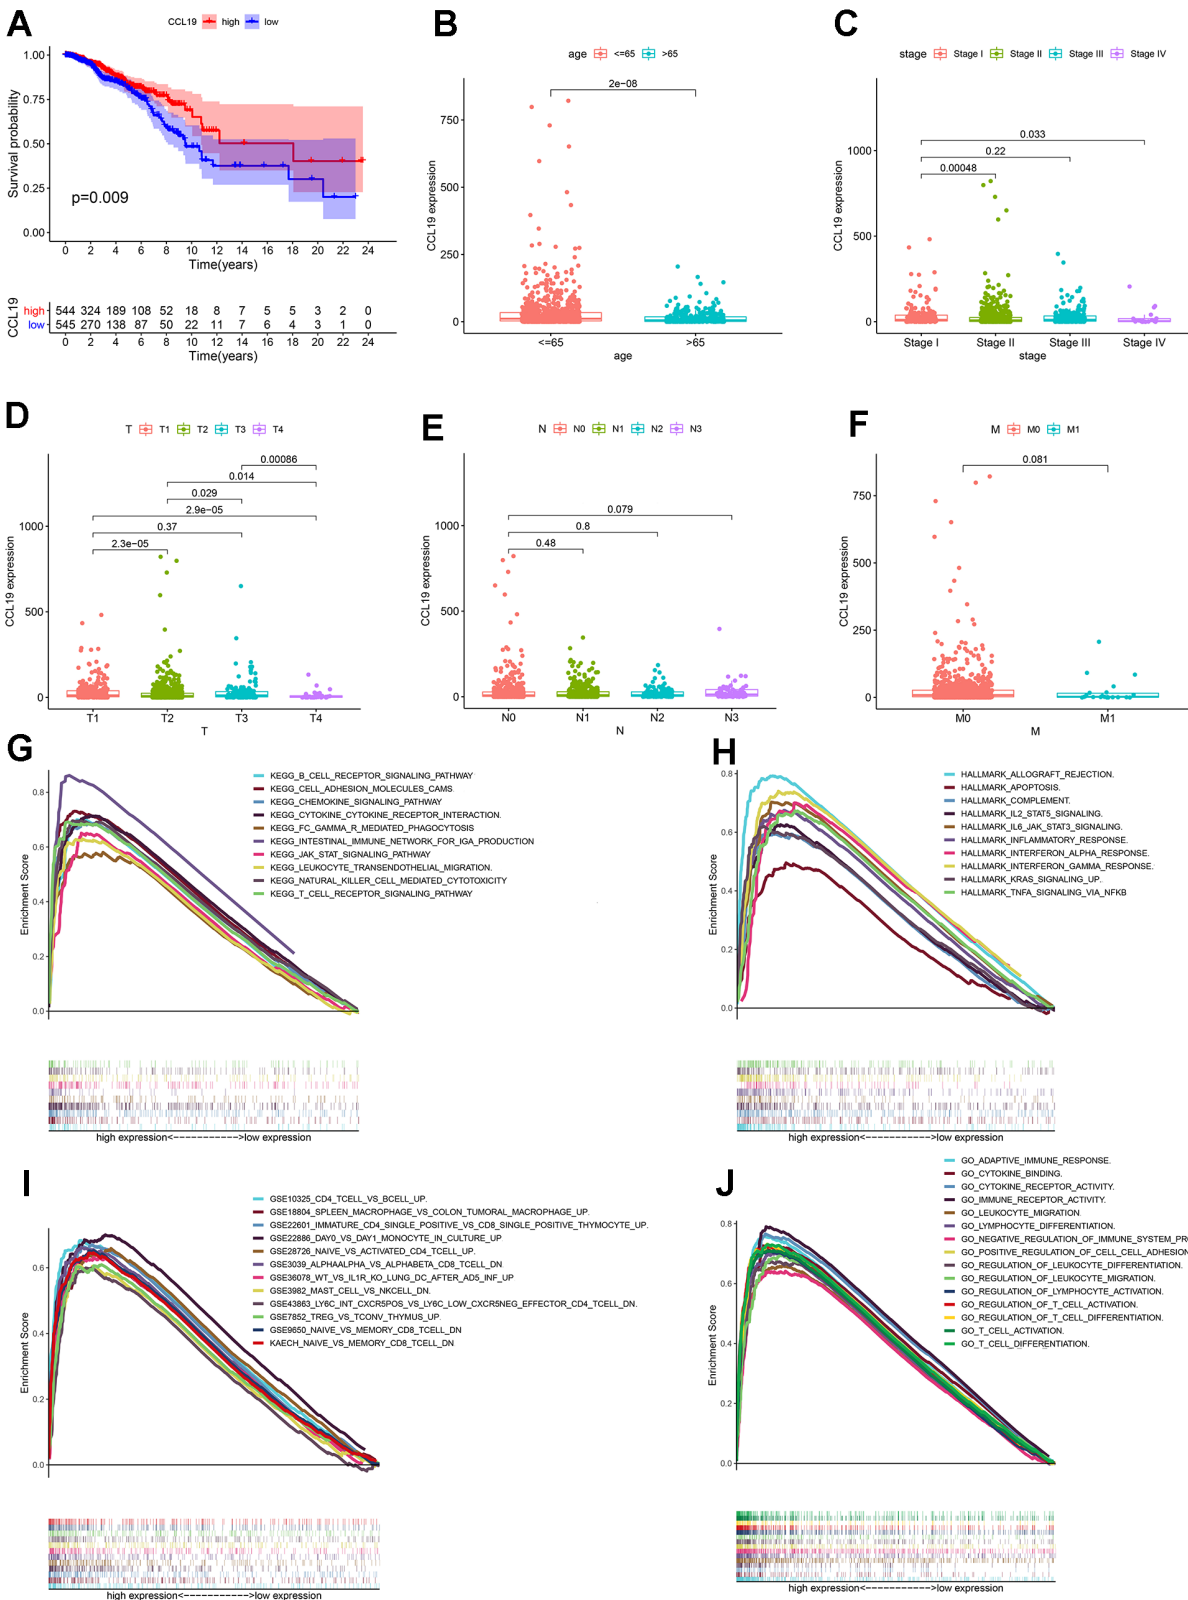 A
CCL19 high low
Survival probability
1.00
0.75
0.50
0.25
0.00
p=0.009
0 2 4 6 8 10 12 14 16 18 20 22 24
Time(years)
CCL19
high 544 324 189 108 52 18 8 7 5 5 3 2 0
low 545 270 138 87 50 22 11 7 6 4 3 1 0
0 2 4 6 8 10 12 14 16 18 20 22 24
Time(years)
B
age <=65 >65
CCL19 expression
750
500
250
0
2e-08
<=65 >65
age
C
stage Stage I Stage II Stage III Stage IV
CCL19 expression
1000
500
0
0.033
0.22
0.00048
Stage I Stage II Stage III Stage IV
stage
D
T T1 T2 T3 T4
CCL19 expression
1000
500
0
0.00086
0.014
0.029
2.9e-05
0.37
2.3e-05
T1 T2 T3 T4
T
E
N N0 N1 N2 N3
CCL19 expression
1000
500
0
0.079
0.8
0.48
N0 N1 N2 N3
N
F
M M0 M1
CCL19 expression
750
500
250
0
0.081
M0 M1
M
G
Enrichment Score
0.8
0.6
0.4
0.2
0.0
KEGG_B_CELL_RECEPTOR_SIGNALING_PATHWAY
KEGG_CELL_ADHESION_MOLECULES_CAMS
KEGG_CHEMOKINE_SIGNALING_PATHWAY
KEGG_CYTOKINE_CYTOKINE_RECEPTOR_INTERACTION.
KEGG_FC_GAMMA_R_MEDIATED_PHAGOCYTOSIS
KEGG_INTESTINAL_IMMUNE_NETWORK_FOR_IGA_PRODUCTION
KEGG_JAK_STAT_SIGNALING_PATHWAY
KEGG_LEUKOCYTE_TRANSENDOTHELIAL_MIGRATION.
KEGG_NATURAL_KILLER_CELL_MEDIATED_CYTOTOXICITY
KEGG_T_CELL_RECEPTOR_SIGNALING_PATHWAY
high expression<----------->low expression
H
Enrichment Score
0.8
0.6
0.4
0.2
0.0
HALLMARK_ALLOGRAFT_REJECTION.
HALLMARK_APOPTOSIS.
HALLMARK_COMPLEMENT.
HALLMARK_IL2_STAT5_SIGNALING.
HALLMARK_IL6_JAK_STAT3_SIGNALING.
HALLMARK_INFLAMMATORY_RESPONSE.
HALLMARK_INTERFERON_ALPHA_RESPONSE.
HALLMARK_INTERFERON_GAMMA_RESPONSE.
HALLMARK_KRAS_SIGNALING_UP.
HALLMARK_TNFA_SIGNALING_VIA_NFKB
high expression<----------->low expression
I
Enrichment Score
0.6
0.4
0.2
0.0
GSE10325_CD4_TCELL_VS_BCELL_UP.
GSE18804_SPLEEN_MACROPHAGE_VS_COLON_TUMORAL_MACROPHAGE_UP.
GSE22601_IMMATURE_CD4_SINGLE_POSITIVE_VS_CD8_SINGLE_POSITIVE_THYMOCYTE_UP.
GSE22886_DAY0_VS_DAY1_MONOCYTE_IN_CULTURE_UP
GSE28726_NAIVE_VS_ACTIVATED_CD4_TCELL_UP.
GSE3039_ALPHAALPHA_VS_ALPHABETA_CD8_TCELL_DN
GSE36078_WT_VS_IL1R_KO_LUNG_DC_AFTER_AD5_INF_UP
GSE3982_MAST_CELL_VS_NKCELL_DN.
GSE43863_LY6C_INT_CXCR5POS_VS_LY6C_LOW_CXCR5NEG_EFFECTOR_CD4_TCELL_DN.
GSE7852_TREG_VS_TCONV_THYMUS_UP.
GSE9650_NAIVE_VS_MEMORY_CD8_TCELL_DN
KAECH_NAIVE_VS_MEMORY_CD8_TCELL_DN
high expression<----------->low expression
J
Enrichment Score
0.8
0.6
0.4
0.2
0.0
GO_ADAPTIVE_IMMUNE_RESPONSE.
GO_CYTOKINE_BINDING.
GO_CYTOKINE_RECEPTOR_ACTIVITY.
GO_IMMUNE_RECEPTOR_ACTIVITY.
GO_LEUKOCYTE_MIGRATION.
GO_LYMPHOCYTE_DIFFERENTIATION.
GO_NEGATIVE_REGULATION_OF_IMMUNE_SYSTEM_PR
GO_POSITIVE_REGULATION_OF_CELL_CELL_ADHESION
GO_REGULATION_OF_LEUKOCYTE_DIFFERENTIATION.
GO_REGULATION_OF_LEUKOCYTE_MIGRATION.
GO_REGULATION_OF_LYMPHOCYTE_ACTIVATION.
GO_REGULATION_OF_T_CELL_ACTIVATION.
GO_REGULATION_OF_T_CELL_DIFFERENTIATION.
GO_T_CELL_ACTIVATION.
GO_T_CELL_DIFFERENTIATION.
high expression<----------->low expression